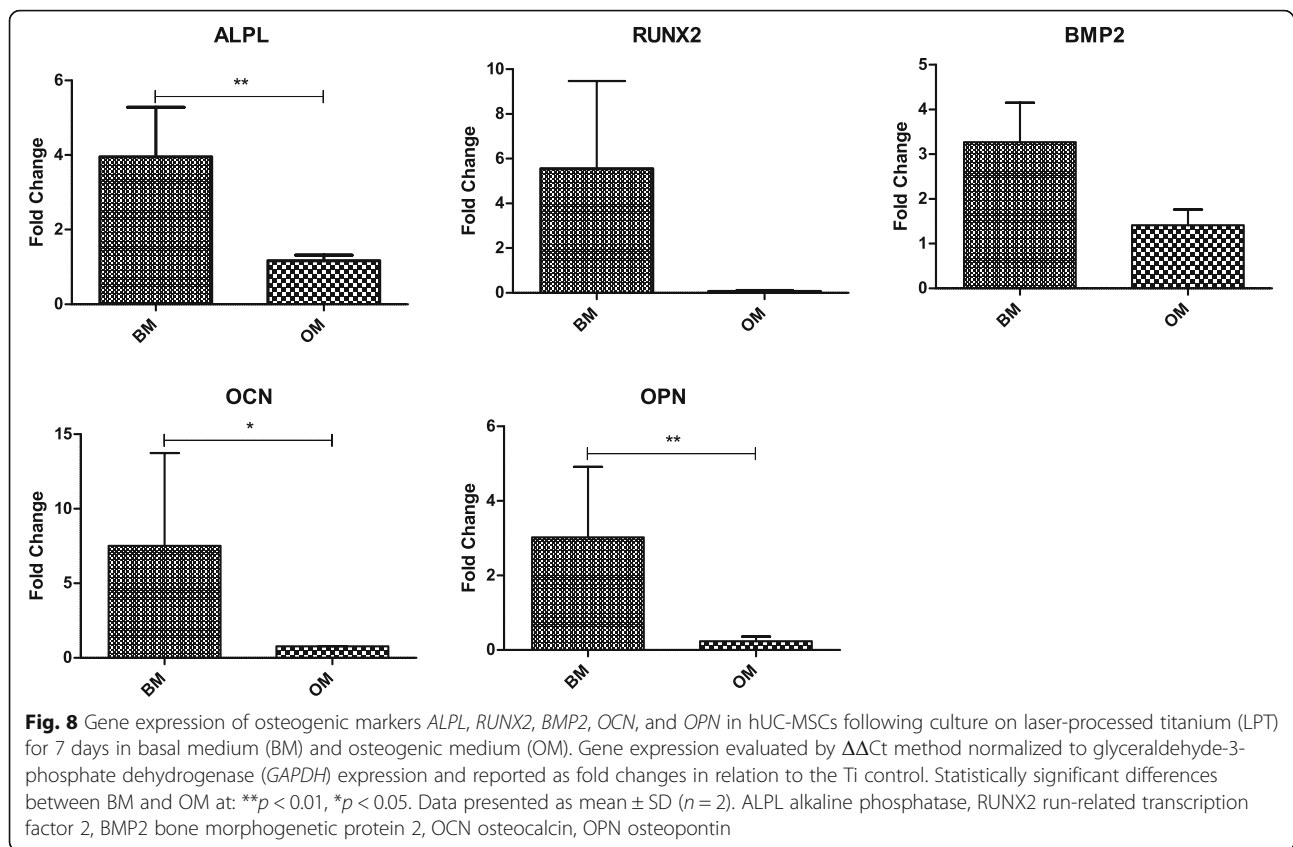 ALPL
Fold Change
6
4
2
0
**
BM
OM
RUNX2
Fold Change
10
8
6
4
2
0
BM
OM
BMP2
Fold Change
5
4
3
2
1
0
BM
OM
OCN
Fold Change
15
10
5
0
*
BM
OM
OPN
Fold Change
6
4
2
0
**
BM
OM
Fig. 8 Gene expression of osteogenic markers ALPL, RUNX2, BMP2, OCN, and OPN in hUC-MSCs following culture on laser-processed titanium (LPT)
for 7 days in basal medium (BM) and osteogenic medium (OM). Gene expression evaluated by ΔΔCt method normalized to glyceraldehyde-3-
phosphate dehydrogenase (GAPDH) expression and reported as fold changes in relation to the Ti control. Statistically significant differences
between BM and OM at: **p < 0.01, *p < 0.05. Data presented as mean ± SD (n = 2). ALPL alkaline phosphatase, RUNX2 run-related transcription
factor 2, BMP2 bone morphogenetic protein 2, OCN osteocalcin, OPN osteopontin